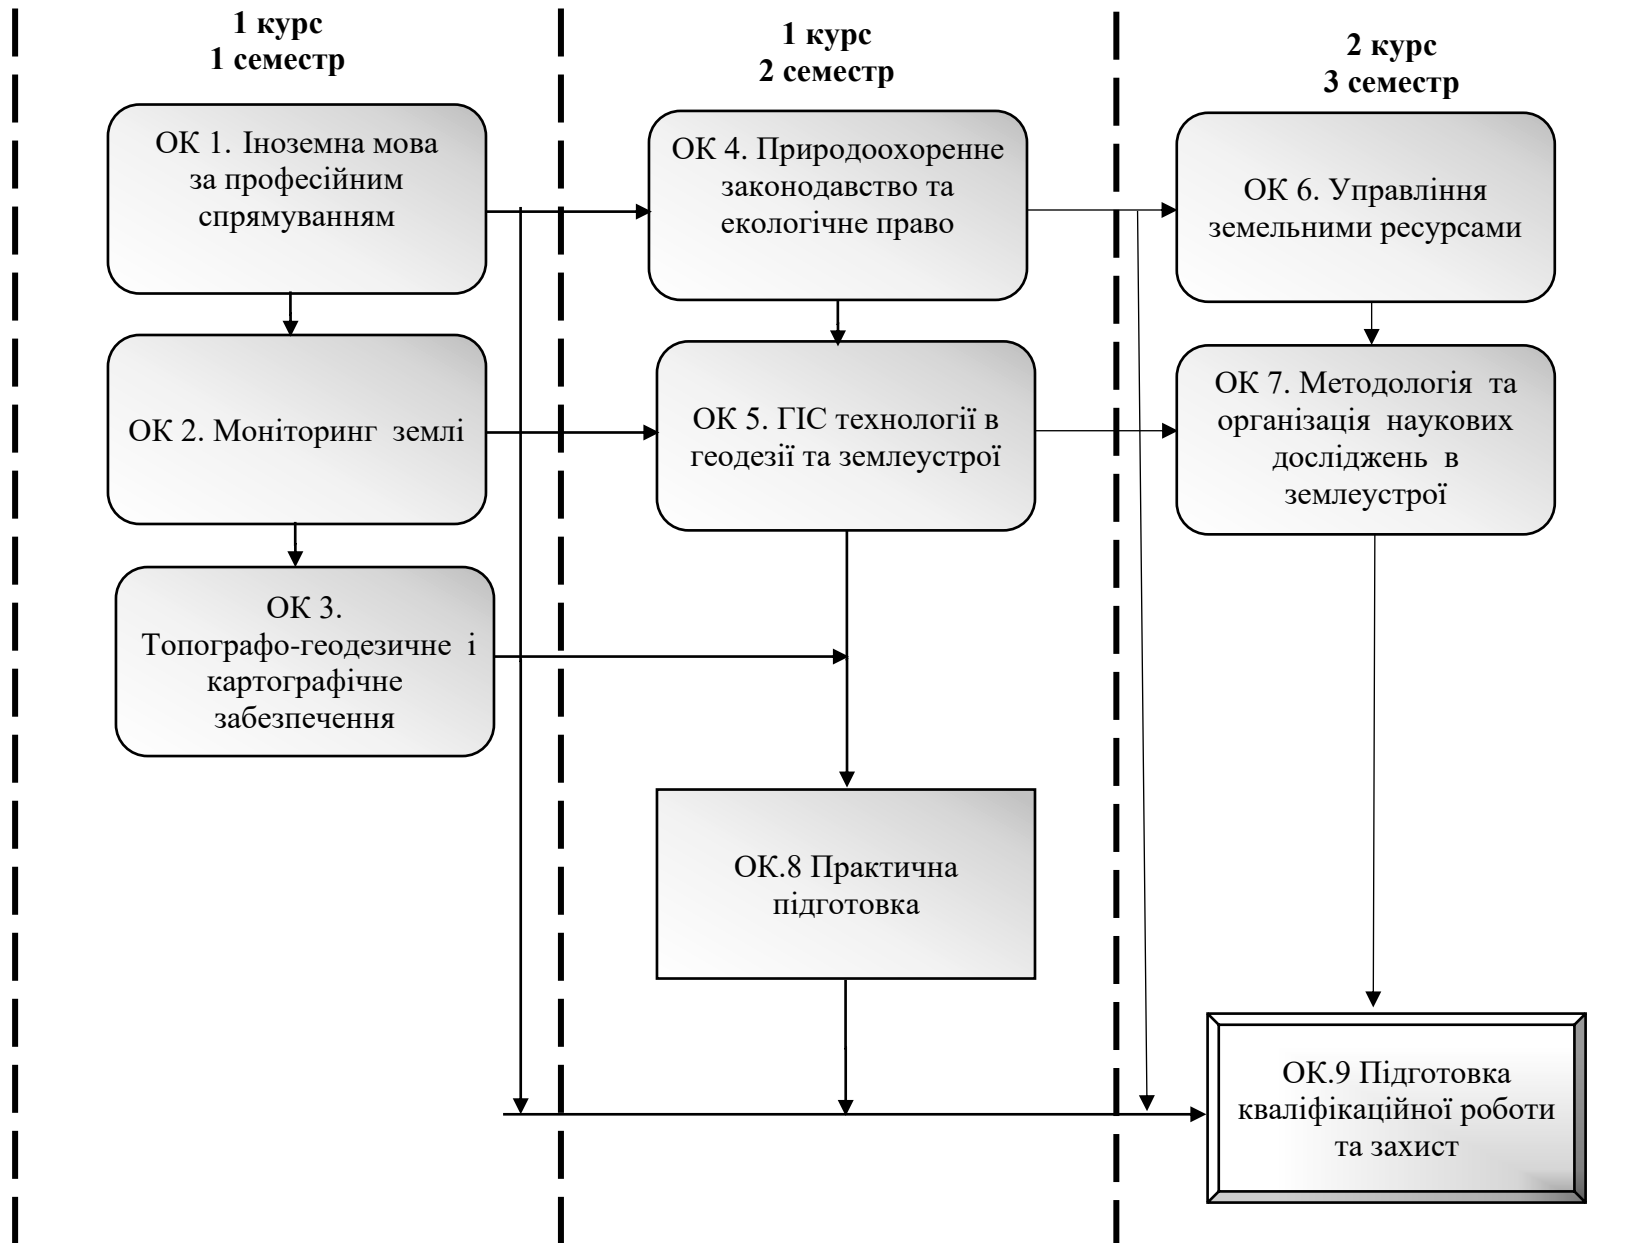 1 курс
1 семестр
ОК 1. Іноземна мова
за професійним
спрямуванням
ОК 2. Моніторинг землі
ОК 3.
Топографо-геодезичне і
картографічне
забезпечення
1 курс
2 семестр
ОК 4. Природоохоренне
законодавство та
екологічне право
ОК 5. ГІС технології в
геодезії та землеустрої
ОК.8 Практична
підготовка
2 курс
3 семестр
ОК 6. Управління
земельними ресурсами
ОК 7. Методологія та
організація наукових
досліджень в
землеустрої
ОК.9 Підготовка
кваліфікаційної роботи
та захист